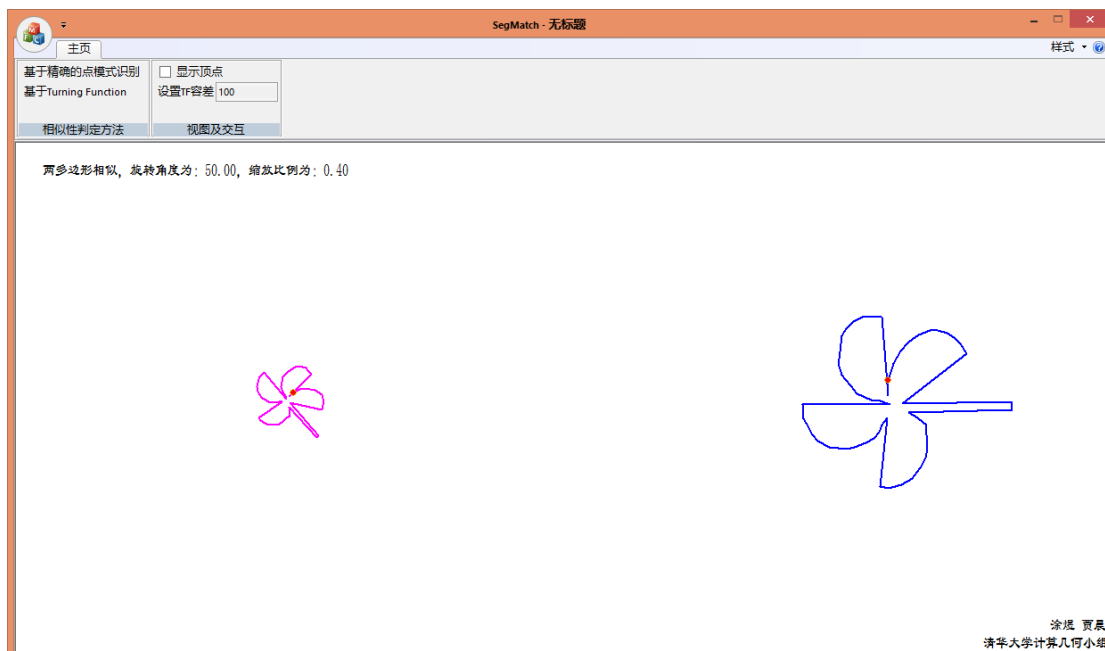 SegMatch - 无标题
主页
样式
基于精确的点模式识别
显示顶点
基于Turning Function
设置TF容差 100
相似性判定方法
视图及交互
两多边形相似，旋转角度为：50.00，缩放比例为：0.40
涂煜 贾晨
清华大学计算几何小组